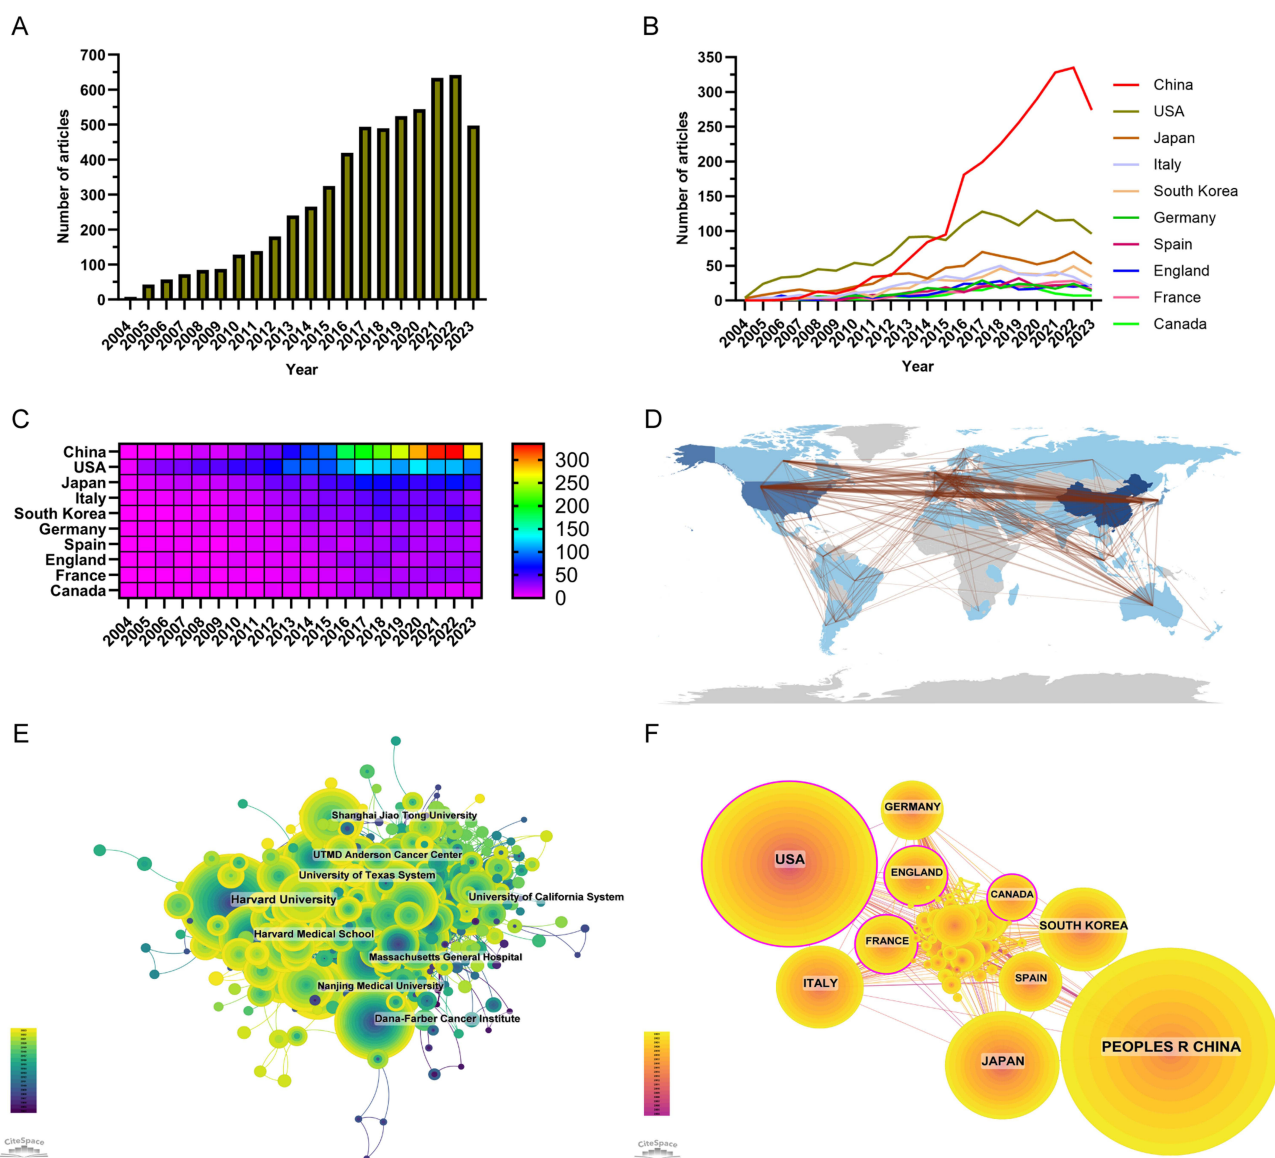 A
700
600
500
400
300
200
100
0
Number of articles
2004
2005
2006
2007
2008
2009
2010
2011
2012
2013
2014
2015
2016
2017
2018
2019
2020
2021
2022
2023
Year
B
350
300
250
200
150
100
50
0
Number of articles
2004
2005
2006
2007
2008
2009
2010
2011
2012
2013
2014
2015
2016
2017
2018
2019
2020
2021
2022
2023
Year
China
USA
Japan
Italy
South Korea
Germany
Spain
England
France
Canada
C
China
USA
Japan
Italy
South Korea
Germany
Spain
England
France
Canada
2004
2005
2006
2007
2008
2009
2010
2011
2012
2013
2014
2015
2016
2017
2018
2019
2020
2021
2022
2023
300
250
200
150
100
50
0
D
E
Shanghai Jiao Tong University
UTMD Anderson Cancer Center
University of Texas System
University of California System
Harvard University
Harvard Medical School
Massachusetts General Hospital
Nanjing Medical University
Dana-Farber Cancer Institute
CiteSpace
F
GERMANY
USA
ENGLAND
CANADA
SOUTH KOREA
FRANCE
SPAIN
ITALY
PEOPLES R CHINA
JAPAN
CiteSpace